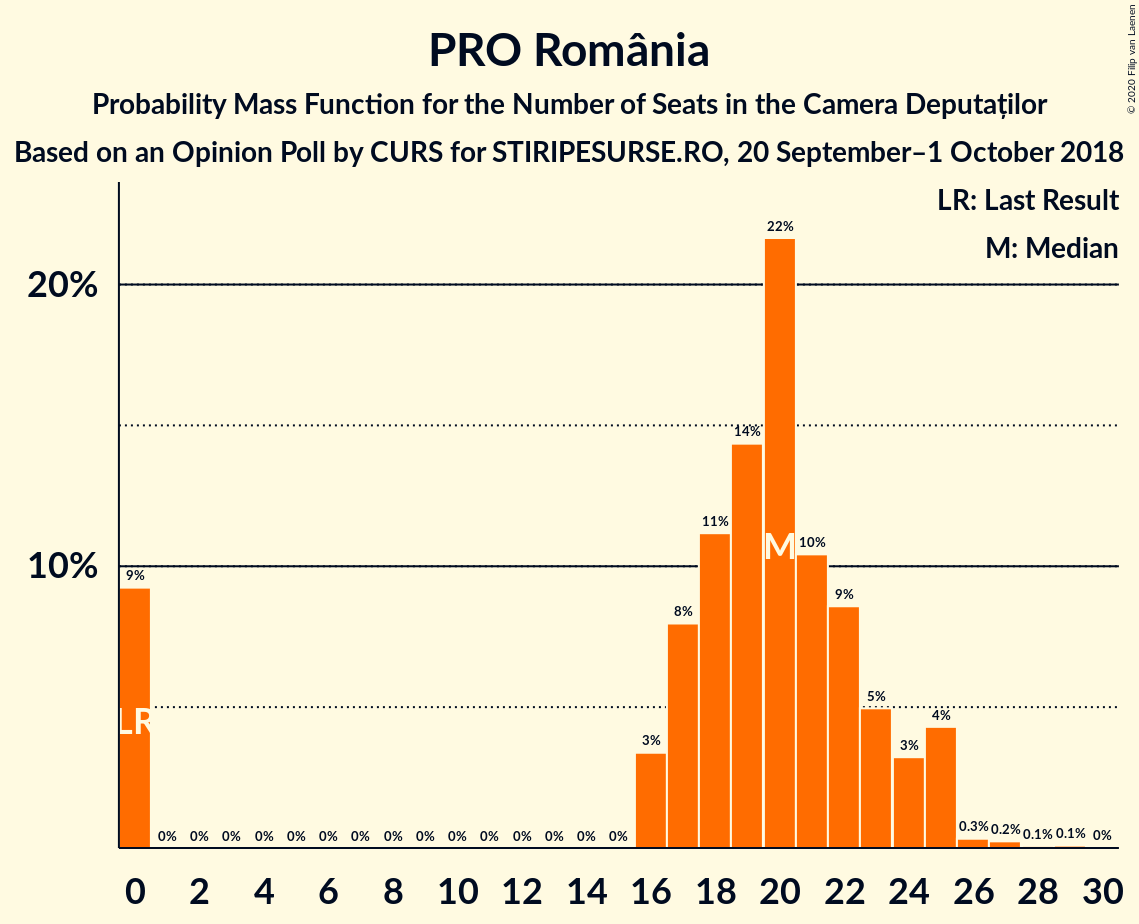 PRO România
Probability Mass Function for the Number of Seats in the Camera Deputaților
Based on an Opinion Poll by CURS for STIRIPESURSE.RO, 20 September–1 October 2018
© 2020 Filip van Laenen
LR: Last Result
M: Median
20%
10%
9% 0% 0% 0% 0% 0% 0% 0% 0% 0% 0% 0% 0% 0% 0% 0% 3% 8% 11% 14% 22% 10% 9% 5% 3% 4% 0.3% 0.2% 0.1% 0.1% 0%
LR
M
0 2 4 6 8 10 12 14 16 18 20 22 24 26 28 30